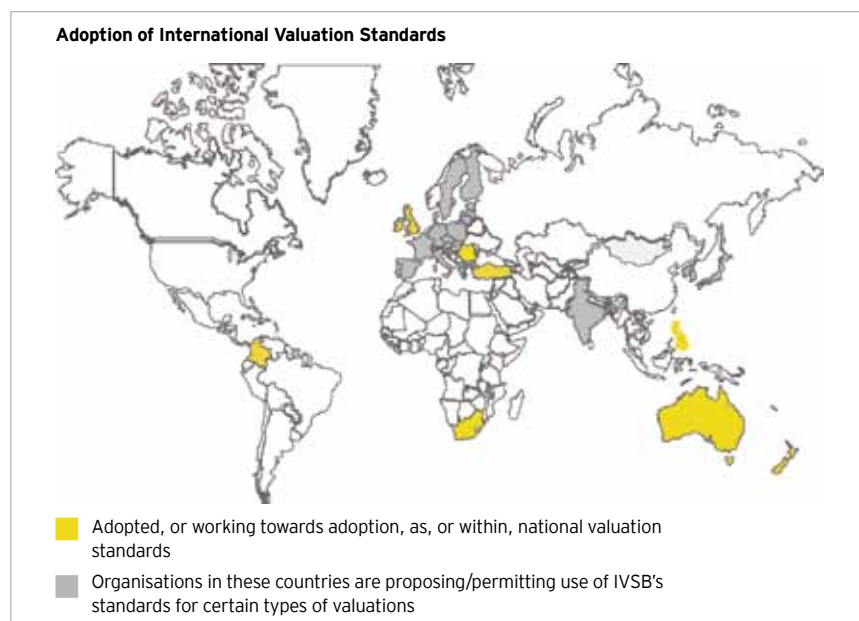 Adoption of International Valuation Standards
Adopted, or working towards adoption, as, or within, national valuation
standards
Organisations in these countries are proposing/permitting use of IVSB's
standards for certain types of valuations